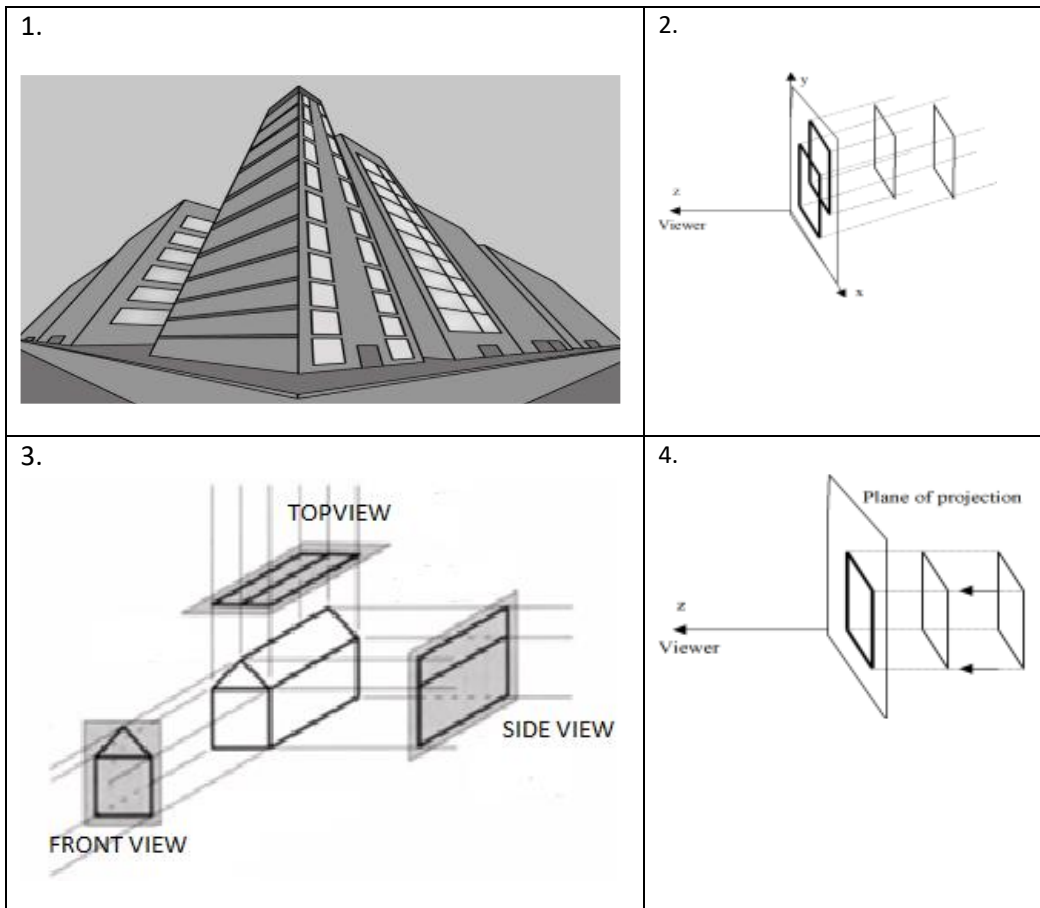 1.
2.
y
z
Viewer
x
3.
TOPVIEW
SIDE VIEW
FRONT VIEW
4.
Plane of projection
z
Viewer